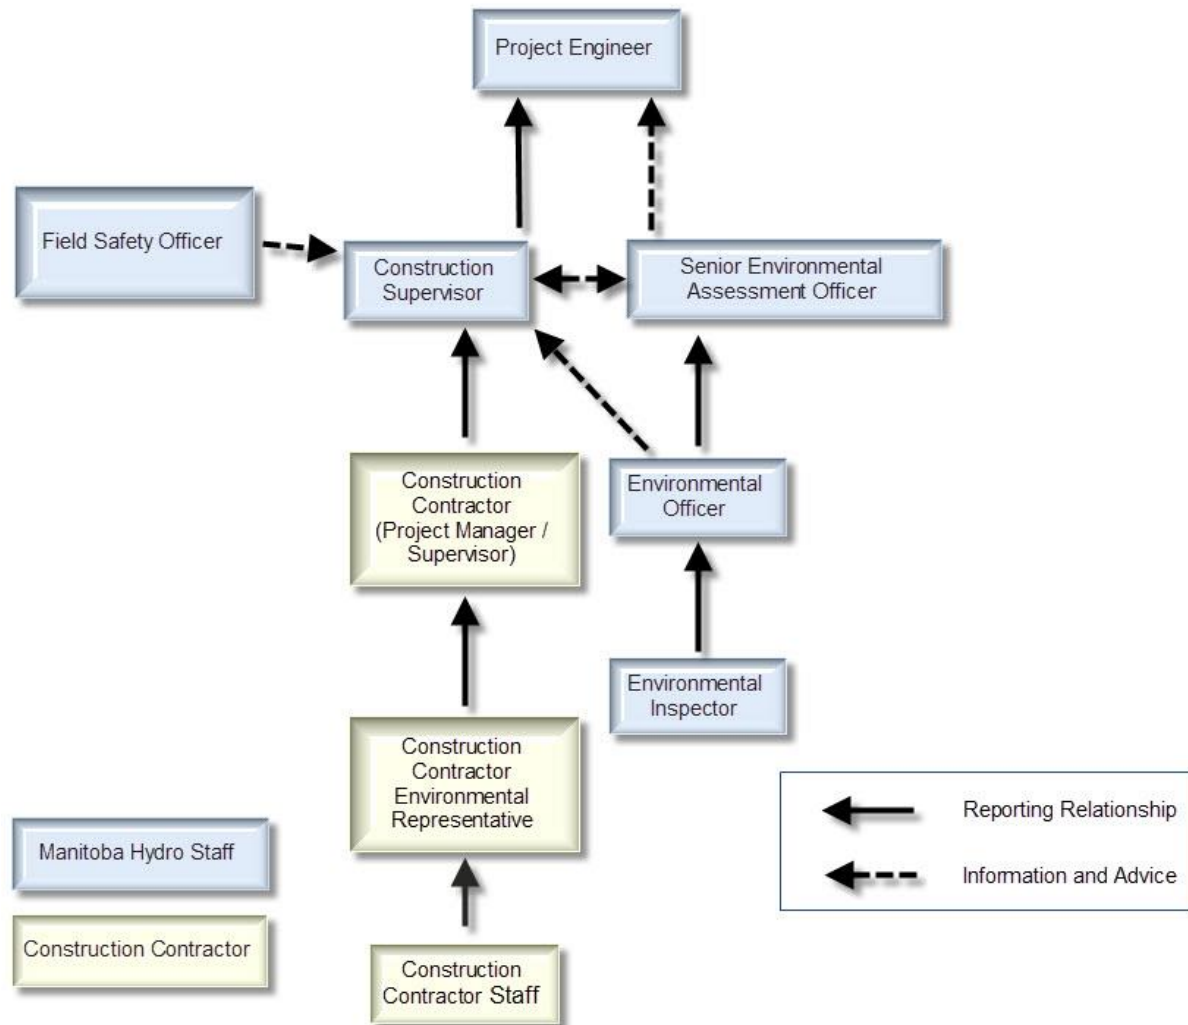 Project Engineer
Field Safety Officer
Construction
Supervisor
Senior Environmental
Assessment Officer
Construction
Contractor
(Project Manager /
Supervisor)
Environmental
Officer
Environmental
Inspector
Construction
Contractor
Environmental
Representative
Construction
Contractor Staff
Manitoba Hydro Staff
Construction Contractor
Reporting Relationship
Information and Advice